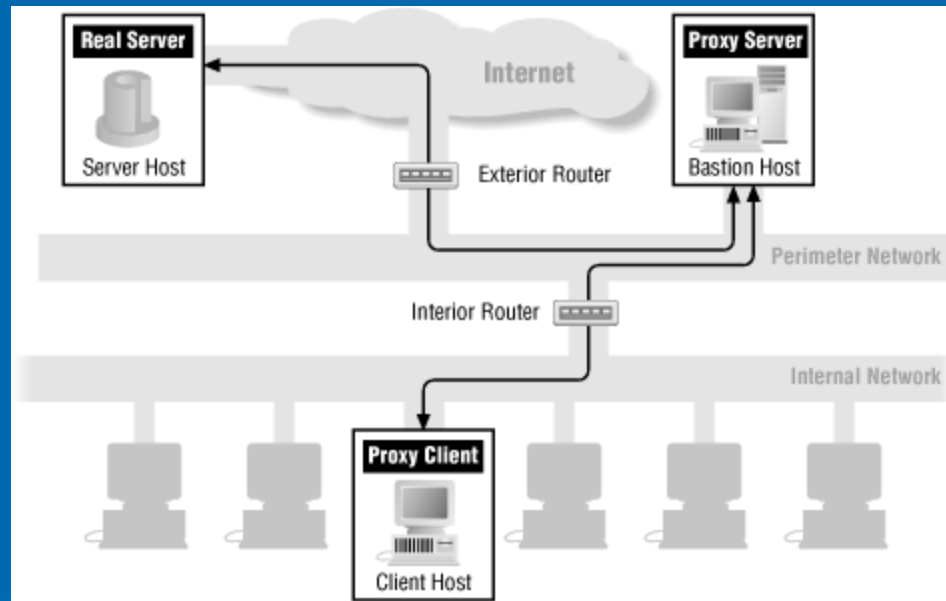 Real Server
Server Host
Internet
Proxy Server
Bastion Host
Exterior Router
Perimeter Network
Interior Router
Internal Network
Proxy Client
Client Host